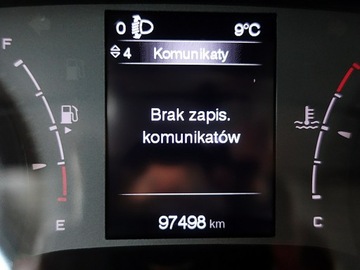 0 9°C
4 Komunikaty
F
Brak zapis.
komunikatów
E
C
97498 km